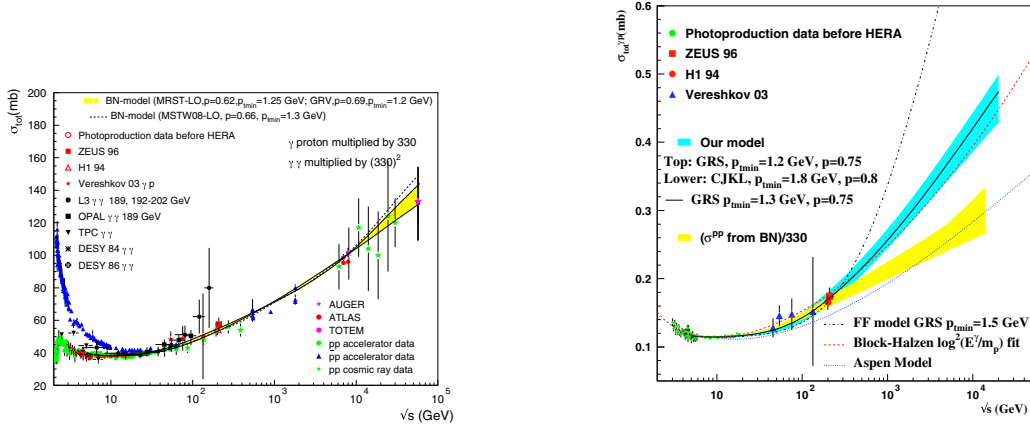 σtot(mb)
200
180
160
140
120
100
80
60
40
20
BN-model (MRST-LO,p=0.62,ptmin=1.25 GeV; GRV,p=0.69,ptmin=1.2 GeV)
BN-model (MSTW08-LO, p=0.66, ptmin=1.3 GeV)
γ proton multiplied by 330
γ γ multiplied by (330)²
Photoproduction data before HERA
ZEUS 96
H1 94
Vereshkov 03 γ p
L3 γ γ 189, 192-202 GeV
OPAL γ γ 189 GeV
TPC γ γ
DESY 84 γ γ
DESY 86 γ γ
AUGER
ATLAS
TOTEM
p̅p accelerator data
pp accelerator data
pp cosmic ray data
10
10²
10³
10⁴
10⁵
√s (GeV)
σtot^γp(mb)
0.6
0.5
0.4
0.3
0.2
0.1
Photoproduction data before HERA
ZEUS 96
H1 94
Vereshkov 03
Our model
Top: GRS, ptmin=1.2 GeV, p=0.75
Lower: CJKL, ptmin=1.8 GeV, p=0.8
GRS ptmin=1.3 GeV, p=0.75
(σ^pp from BN)/330
FF model GRS ptmin=1.5 GeV
Block-Halzen log²(E^γ/mp) fit
Aspen Model
1
10
10²
10³
10⁴
√s (GeV)